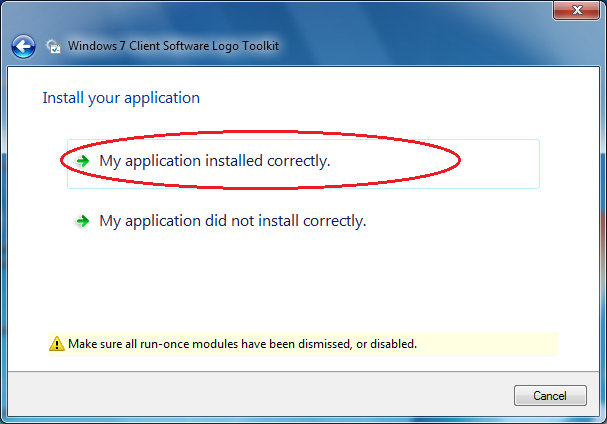 Windows 7 Client Software Logo Toolkit
Install your application
My application installed correctly.
My application did not install correctly.
Make sure all run-once modules have been dismissed, or disabled.
Cancel